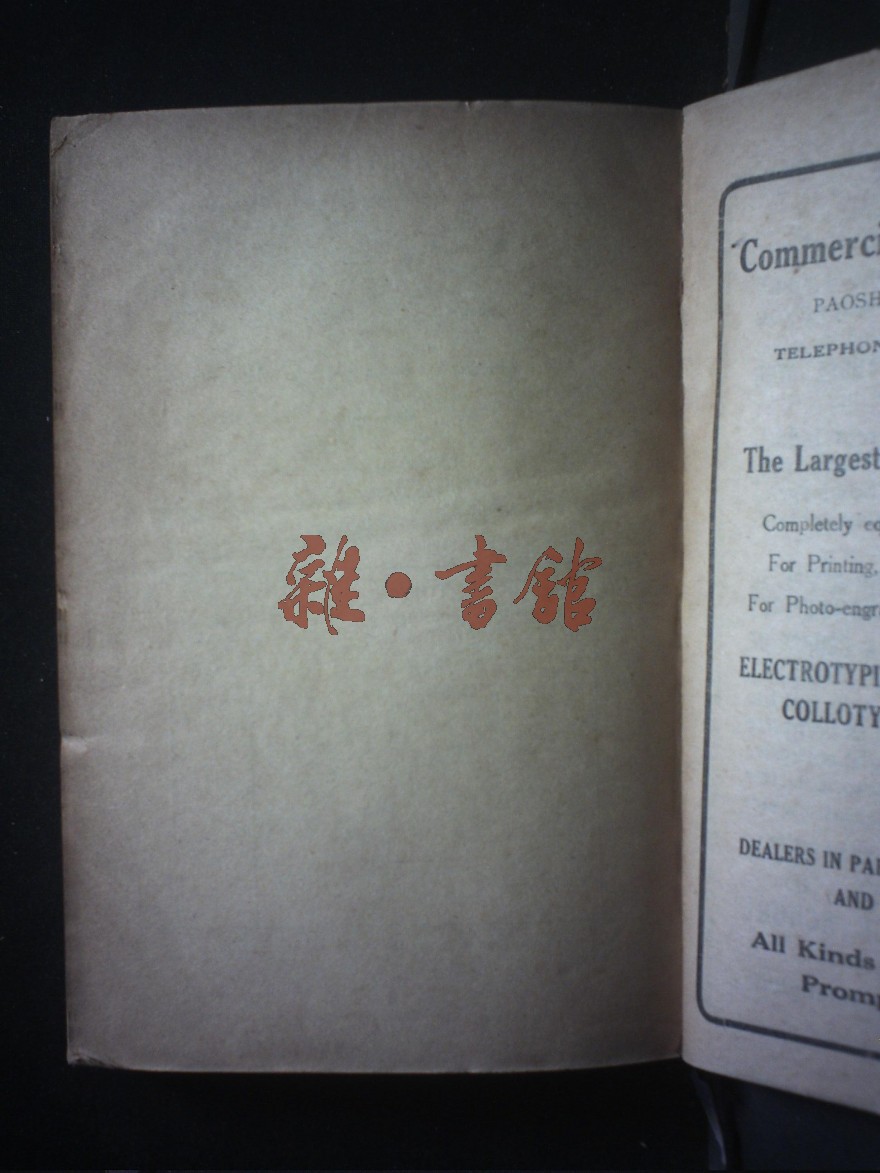 雜·書館
Commerci
PAOSH
TELEPHON
The Largest
Completely eq
For Printing,
For Photo-engr
ELECTROTYPI
COLLOTY
DEALERS IN PA
AND
All Kinds
Promp